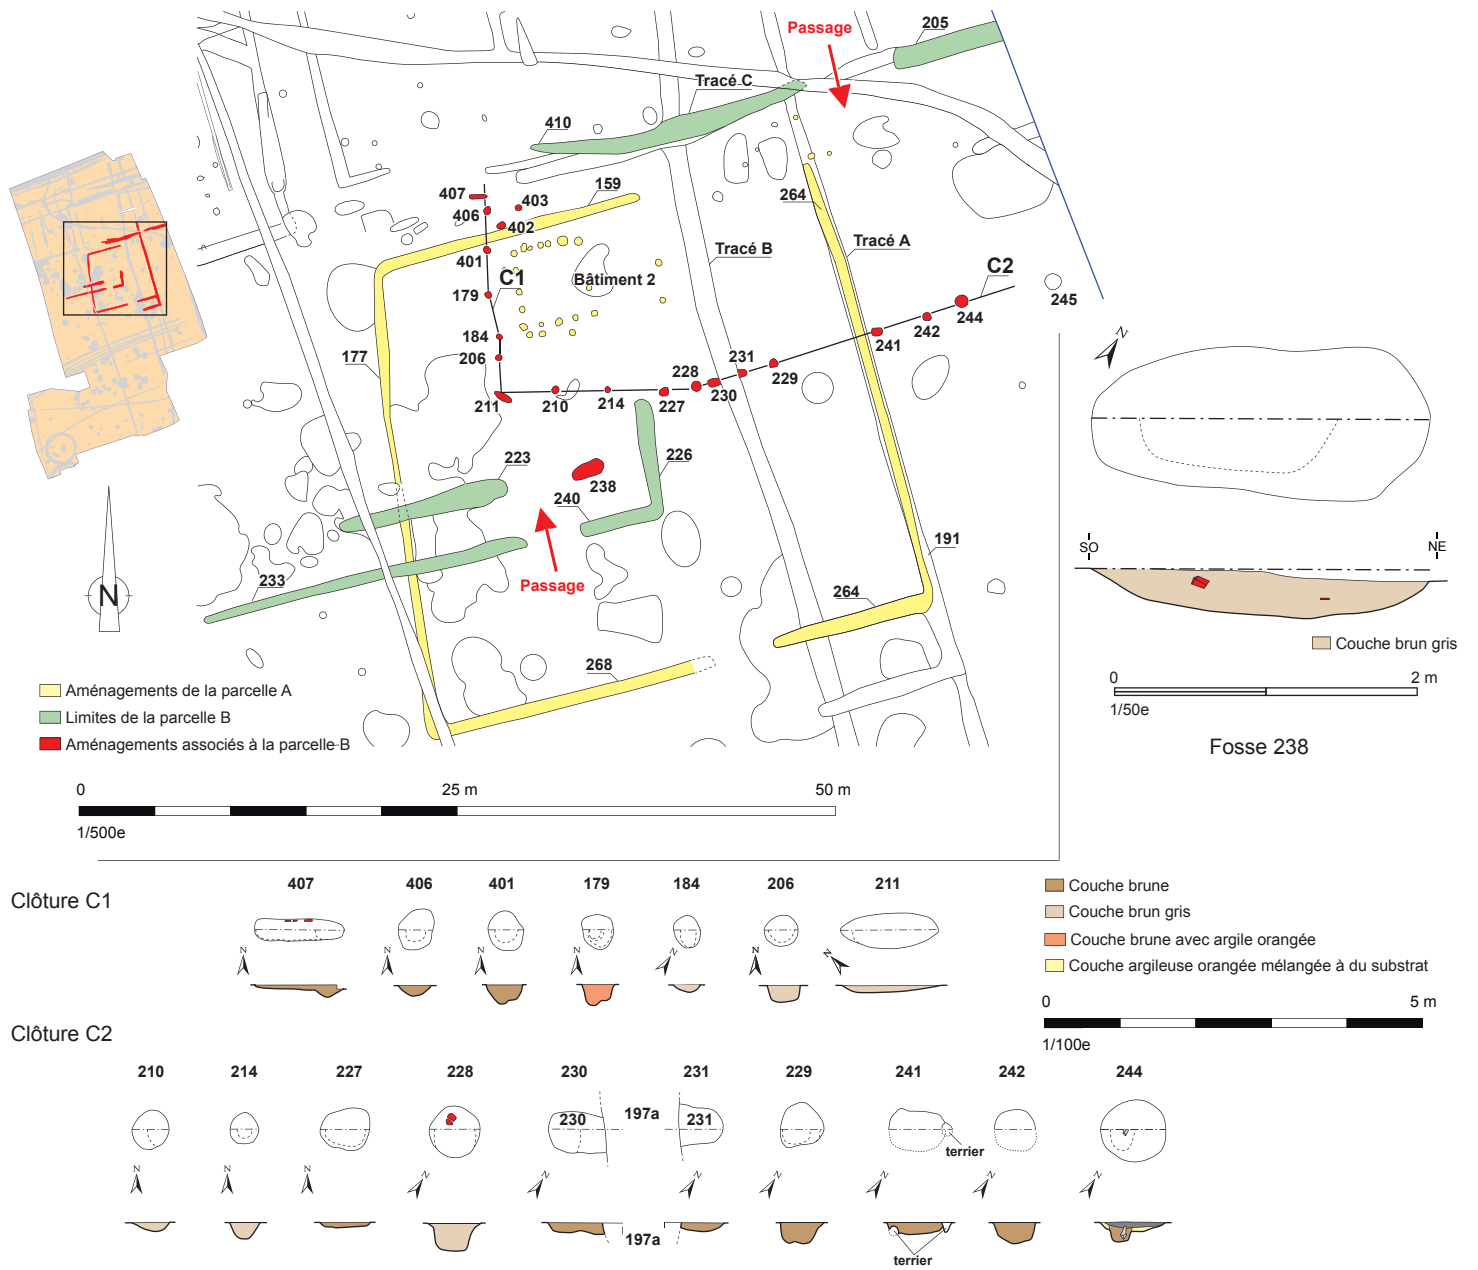 205
Passage
Tracé C
410
407
403
159
406
402
264
401
C1
Bâtiment 2
Tracé B
Tracé A
C2
179
245
184
244
242
241
206
177
231
229
228
230
211
210
214
227
N
223
226
238
240
SO
NE
191
Passage
233
N
264
Couche brun gris
268
0
2 m
1/50e
Aménagements de la parcelle A
Limites de la parcelle B
Aménagements associés à la parcelle B
Fosse 238
0
25 m
50 m
1/500e
Clôture C1
407
406
401
179
184
206
211
N
N
N
N
N
N
N
Couche brune
Couche brun gris
Couche brune avec argile orangée
Couche argileuse orangée mélangée à du substrat
0
5 m
1/100e
Clôture C2
210
214
227
228
230
231
229
241
242
244
230
197a
231
terrier
N
N
N
N
N
N
N
N
N
N
197a
terrier